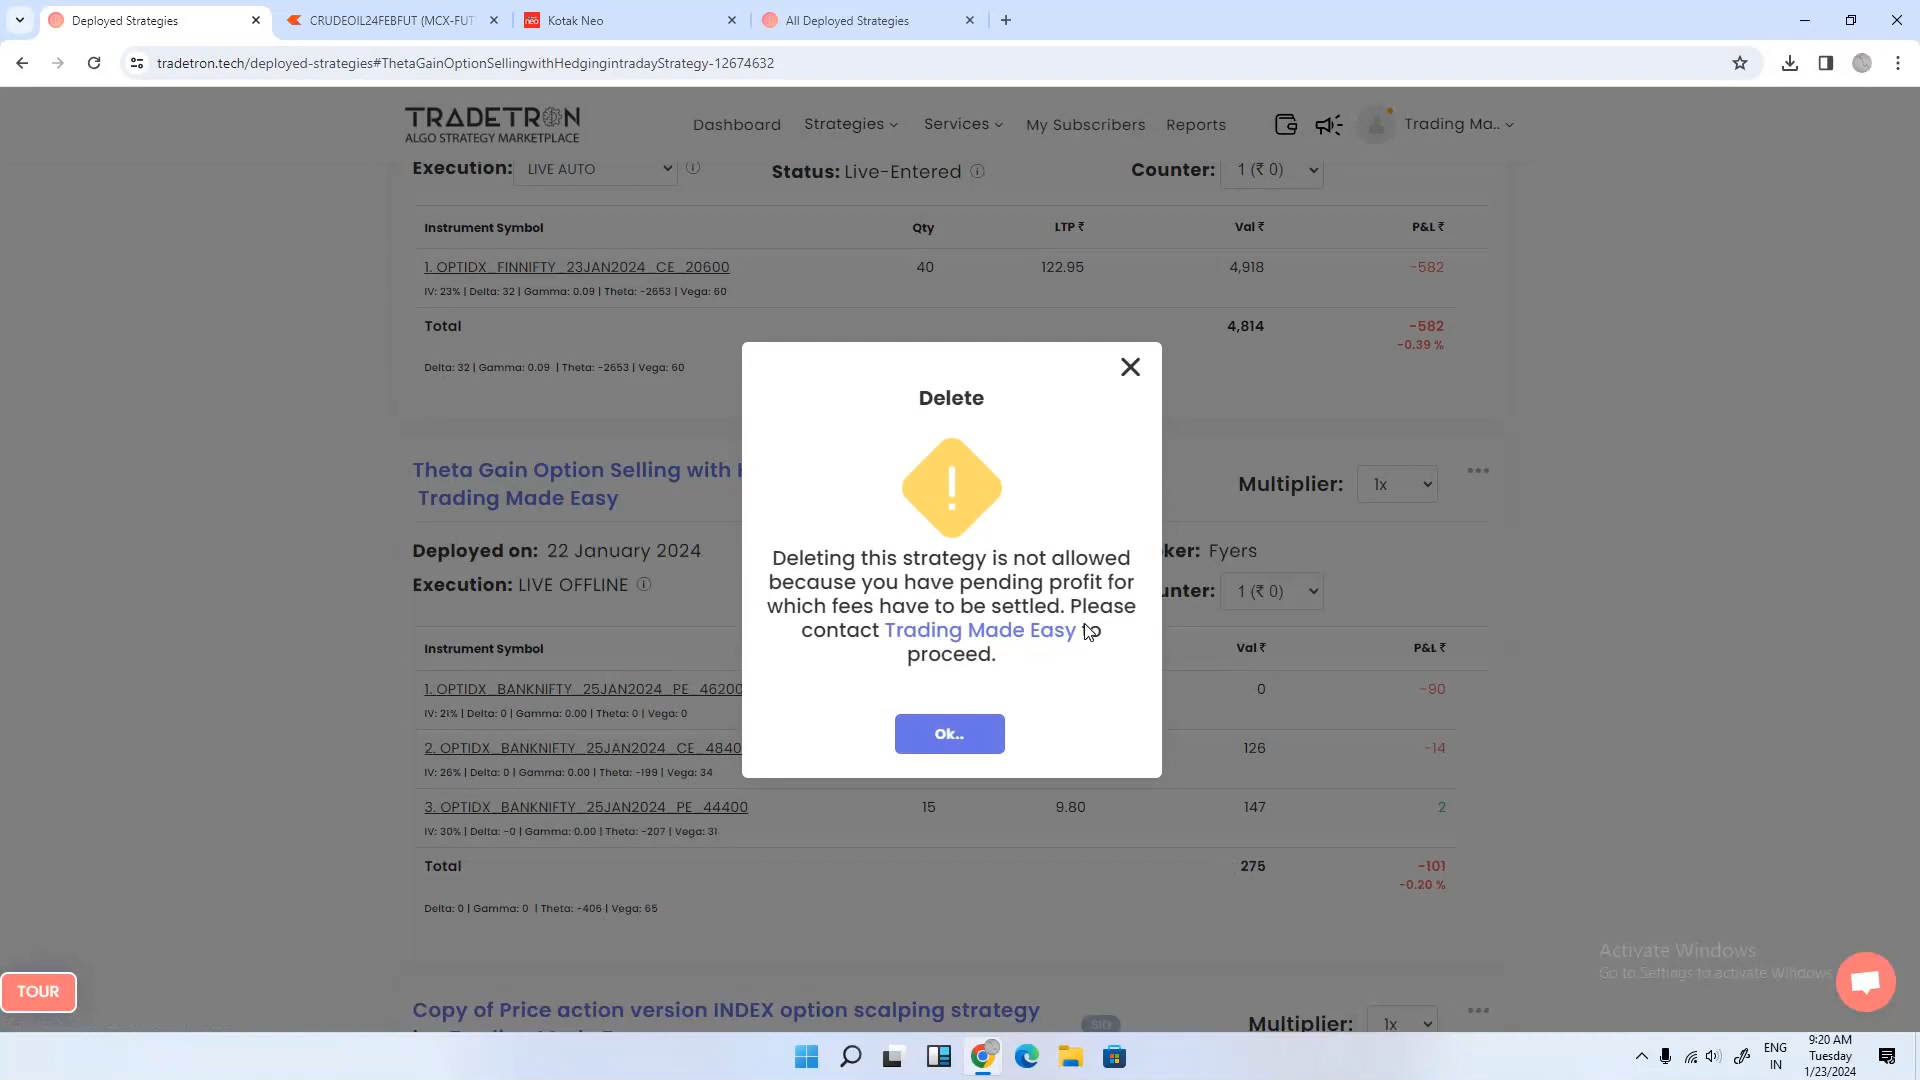 Deployed Strategies
CRUDEOIL24FEBFUT (MCX-FUT
Kotak Neo
All Deployed Strategies
tradetron.tech/deployed-strategies#ThetaGainOptionSellingwithHedgingintradayStrategy-12674632
TRADETRON
ALGO STRATEGY MARKETPLACE
Dashboard
Strategies
Services
My Subscribers
Reports
Trading Ma..
Execution: LIVE AUTO
Status: Live-Entered
Counter: 1 (₹ 0)
Instrument Symbol Qty LTP ₹ Val ₹ P&L ₹
1. OPTIDX_FINNIFTY_23JAN2024_CE_20600 40 122.95 4,918 -582
IV: 23% | Delta: 32 | Gamma: 0.09 | Theta: -2653 | Vega: 60
Total 4,814 -582
-0.39 %
Delta: 32 | Gamma: 0.09 | Theta: -2653 | Vega: 60
Delete
Deleting this strategy is not allowed
because you have pending profit for
which fees have to be settled. Please
contact Trading Made Easy to
proceed.
Ok..
Theta Gain Option Selling with
Trading Made Easy
Multiplier: 1x
Deployed on: 22 January 2024
Fyers
Execution: LIVE OFFLINE
1 (₹ 0)
Instrument Symbol Val ₹ P&L ₹
1. OPTIDX_BANKNIFTY_25JAN2024_PE_46200 0 -90
IV: 21% | Delta: 0 | Gamma: 0.00 | Theta: 0 | Vega: 0
2. OPTIDX_BANKNIFTY_25JAN2024_CE_4840 126 -14
IV: 26% | Delta: 0 | Gamma: 0.00 | Theta: -199 | Vega: 34
3. OPTIDX_BANKNIFTY_25JAN2024_PE_44400 15 9.80 147 2
IV: 30% | Delta: -0 | Gamma: 0.00 | Theta: -207 | Vega: 31
Total 275 -101
-0.20 %
Delta: 0 | Gamma: 0 | Theta: -406 | Vega: 65
Copy of Price action version INDEX option scalping strategy
Multiplier: 1x
TOUR
Activate Windows
Go to Settings to activate Windows
ENG
IN
9:20 AM
Tuesday
1/23/2024